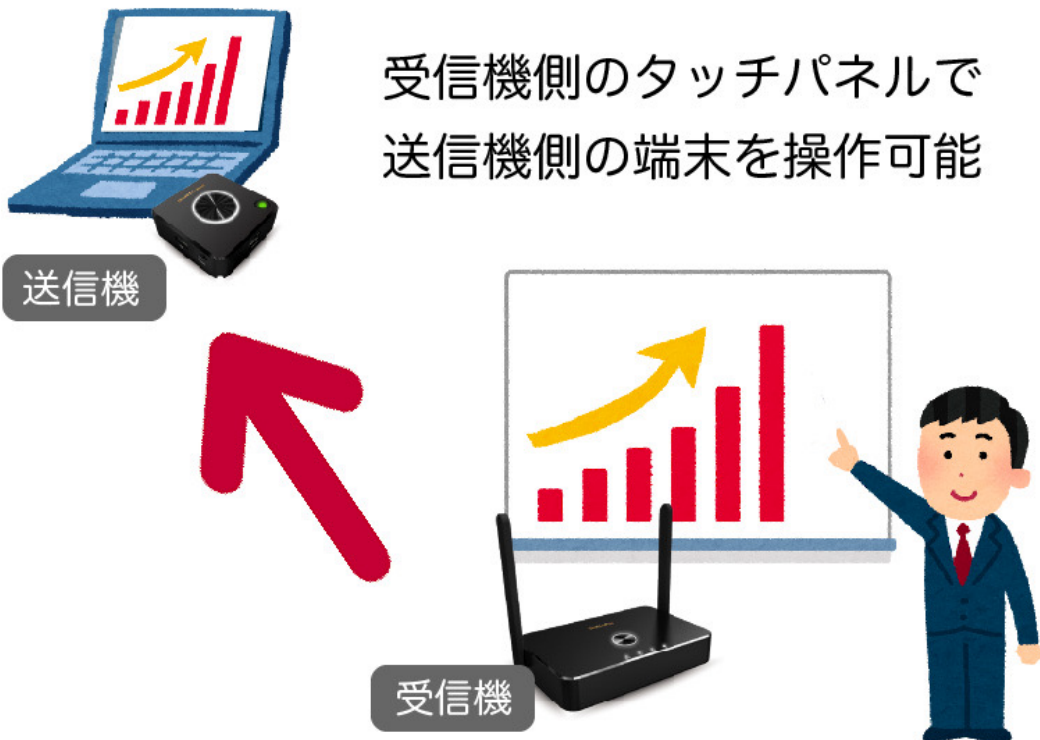 受信機側のタッチパネルで
送信機側の端末を操作可能
送信機
受信機